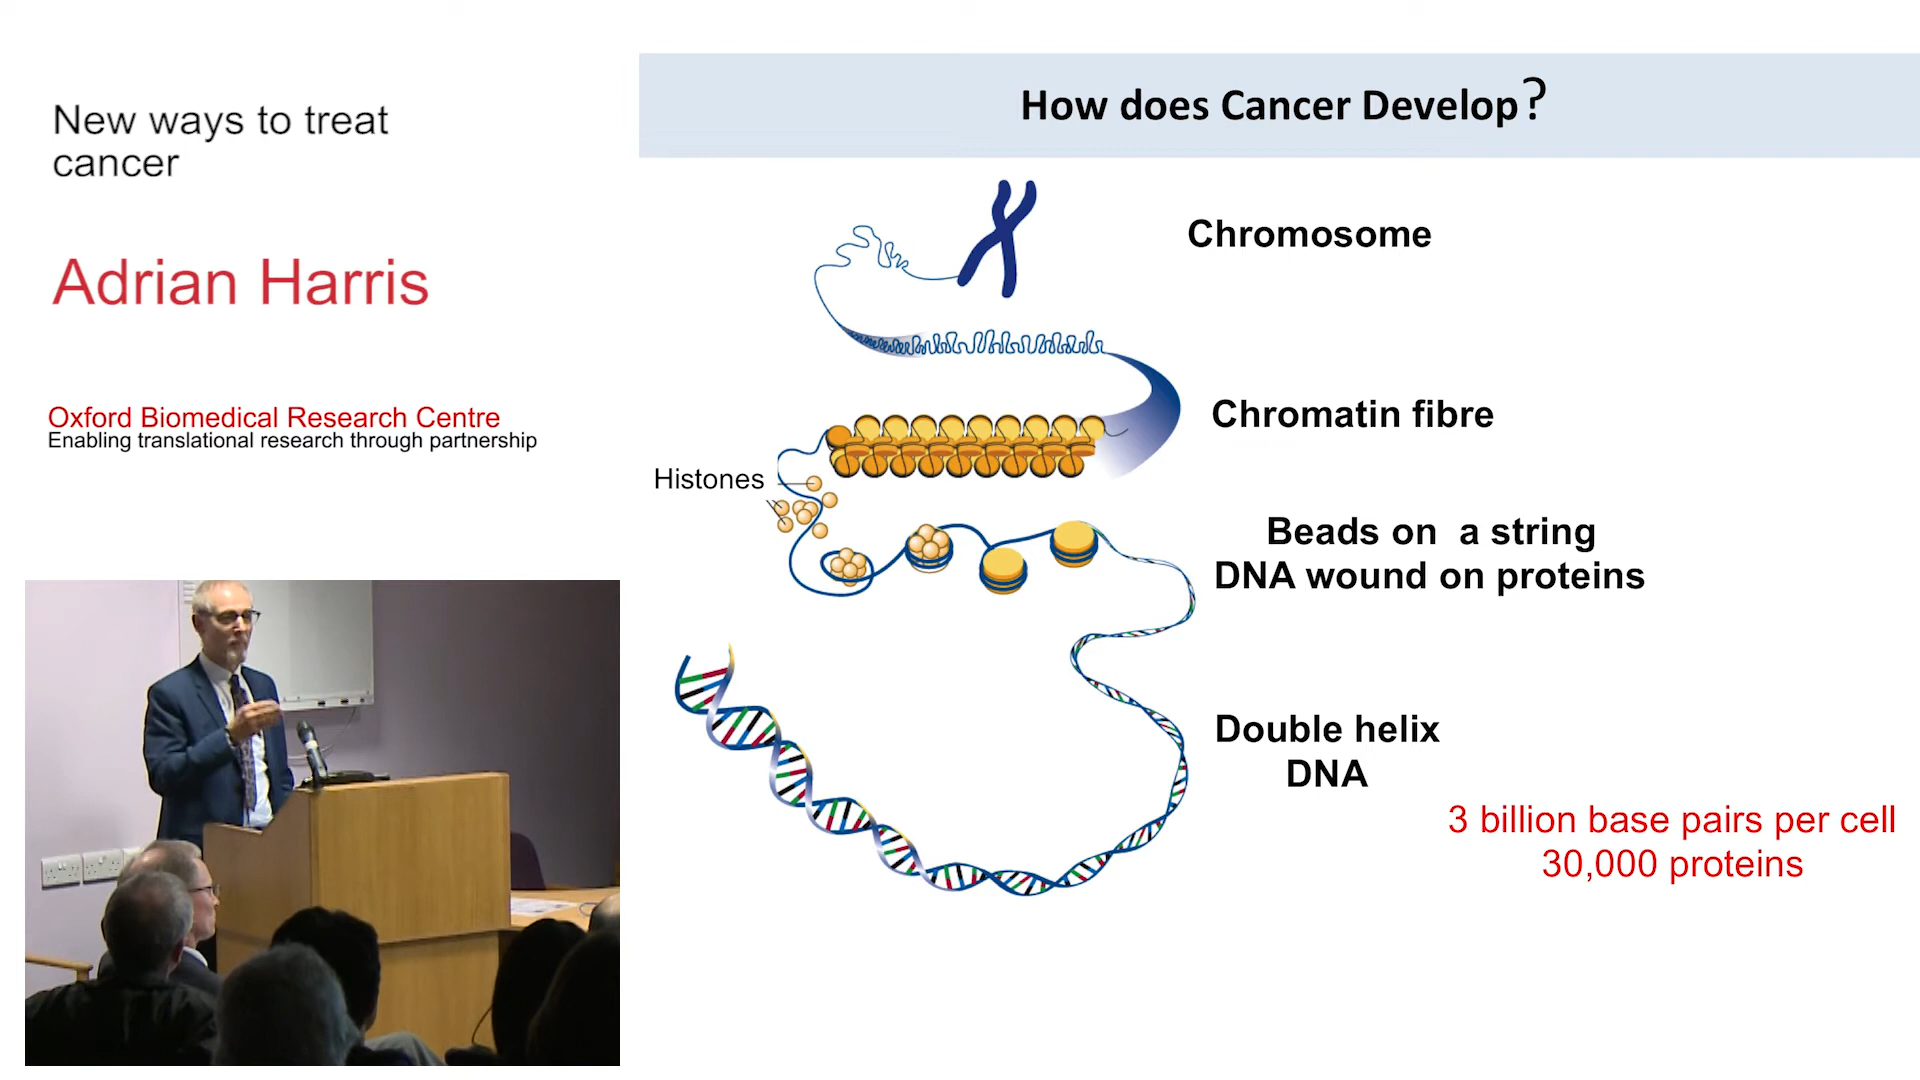 New ways to treat
cancer
Adrian Harris
Oxford Biomedical Research Centre
Enabling translational research through partnership
How does Cancer Develop?
Chromosome
Chromatin fibre
Histones
Beads on a string
DNA wound on proteins
Double helix
DNA
3 billion base pairs per cell
30,000 proteins